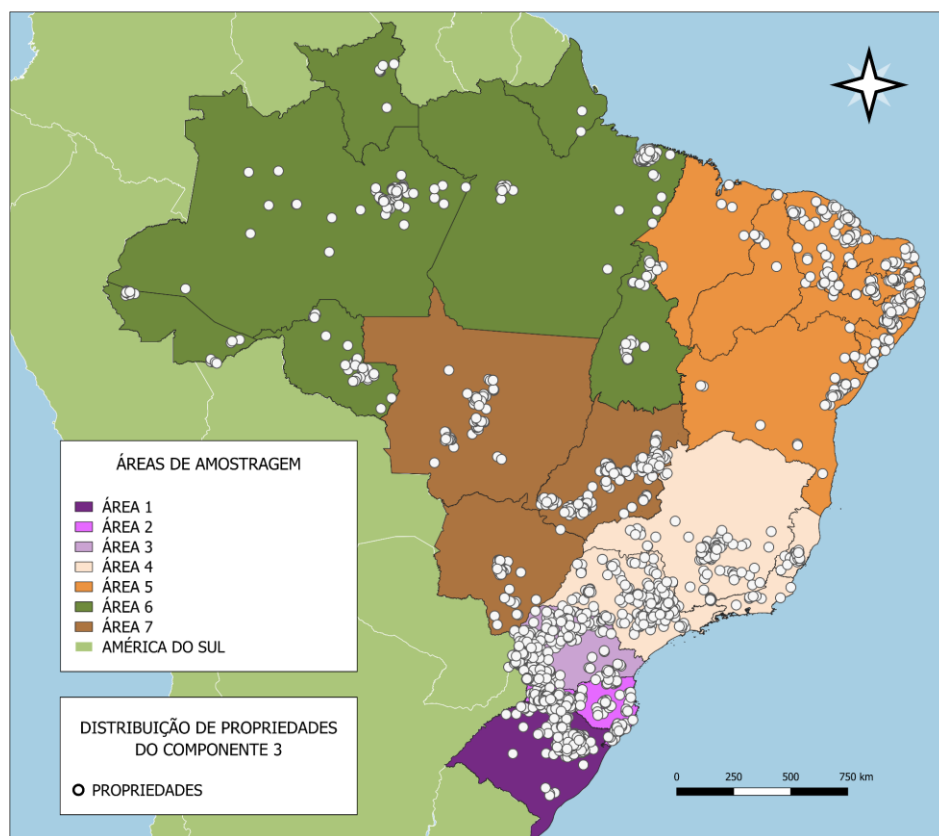 ÁREAS DE AMOSTRAGEM
ÁREA 1
ÁREA 2
ÁREA 3
ÁREA 4
ÁREA 5
ÁREA 6
ÁREA 7
AMÉRICA DO SUL
DISTRIBUIÇÃO DE PROPRIEDADES
DO COMPONENTE 3
PROPRIEDADES
0 250 500 750 km